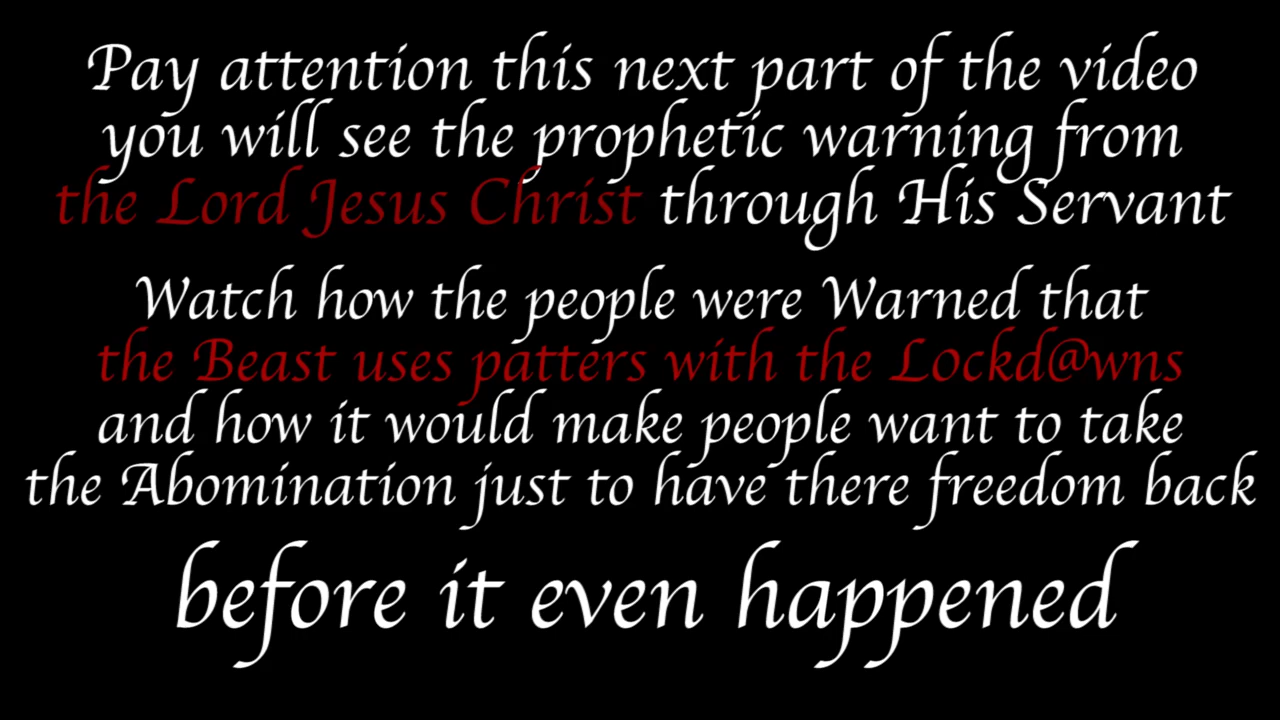 Pay attention this next part of the video
you will see the prophetic warning from
the Lord Jesus Christ through His Servant
Watch how the people were Warned that
the Beast uses patters with the L0ckd@wns
and how it would make people want to take
the Abomination just to have there freedom back
before it even happened